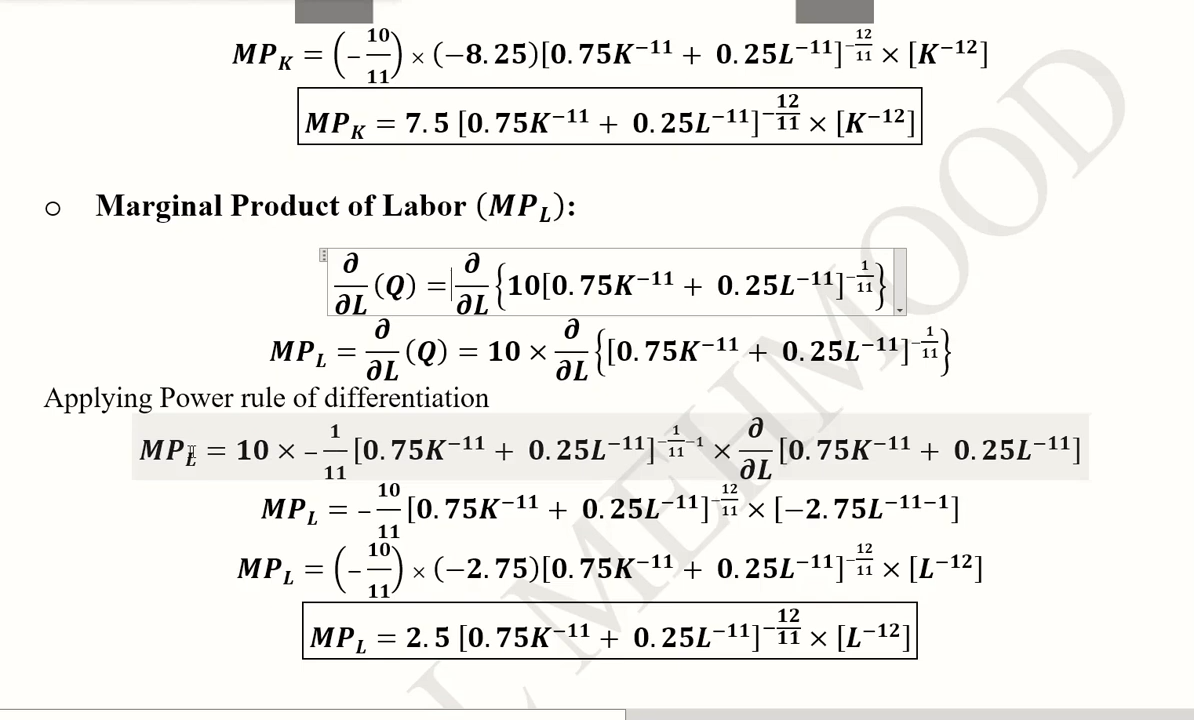 MP_K = (−10/11) × (−8.25)[0.75K^−11 + 0.25L^−11]^−12/11 × [K^−12]
MP_K = 7.5 [0.75K^−11 + 0.25L^−11]^−12/11 × [K^−12]
○ Marginal Product of Labor (MP_L):
∂/∂L (Q) = ∂/∂L {10[0.75K^−11 + 0.25L^−11]^−1/11}
MP_L = ∂/∂L (Q) = 10 × ∂/∂L {[0.75K^−11 + 0.25L^−11]^−1/11}
Applying Power rule of differentiation
MP_L = 10 × −1/11 [0.75K^−11 + 0.25L^−11]^−1/11−1 × ∂/∂L [0.75K^−11 + 0.25L^−11]
MP_L = −10/11 [0.75K^−11 + 0.25L^−11]^−12/11 × [−2.75L^−11−1]
MP_L = (−10/11) × (−2.75)[0.75K^−11 + 0.25L^−11]^−12/11 × [L^−12]
MP_L = 2.5 [0.75K^−11 + 0.25L^−11]^−12/11 × [L^−12]
L MEHMOOD